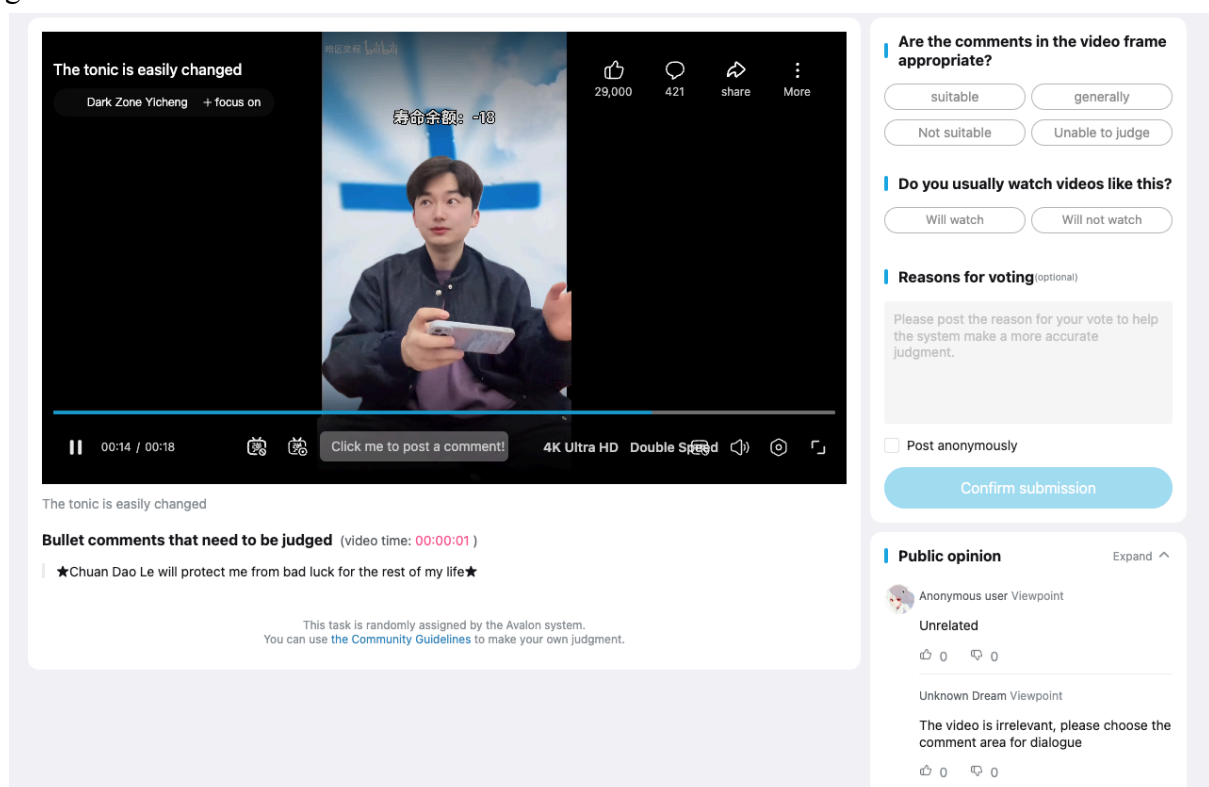 g
暗区奕程 bilibili
The tonic is easily changed
Dark Zone Yicheng + focus on
29,000
421
share
More
寿命余额: -18
00:14 / 00:18
弹
弹
Click me to post a comment!
4K Ultra HD
Double Speed
The tonic is easily changed
Bullet comments that need to be judged (video time: 00:00:01 )
★Chuan Dao Le will protect me from bad luck for the rest of my life★
This task is randomly assigned by the Avalon system.
You can use the Community Guidelines to make your own judgment.
Are the comments in the video frame
appropriate?
suitable
generally
Not suitable
Unable to judge
Do you usually watch videos like this?
Will watch
Will not watch
Reasons for voting(optional)
Please post the reason for your vote to help
the system make a more accurate
judgment.
Post anonymously
Confirm submission
Public opinion
Expand
Anonymous user Viewpoint
Unrelated
0
0
Unknown Dream Viewpoint
The video is irrelevant, please choose the
comment area for dialogue
0
0